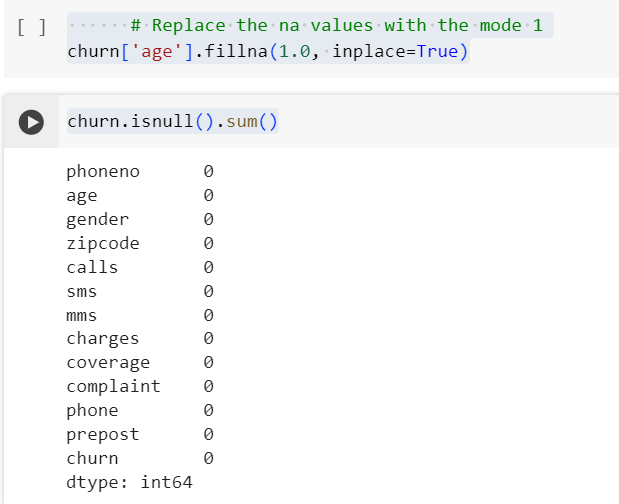 [ ] # Replace the na values with the mode 1
churn['age'].fillna(1.0, inplace=True)
churn.isnull().sum()
phoneno 0
age 0
gender 0
zipcode 0
calls 0
sms 0
mms 0
charges 0
coverage 0
complaint 0
phone 0
prepost 0
churn 0
dtype: int64